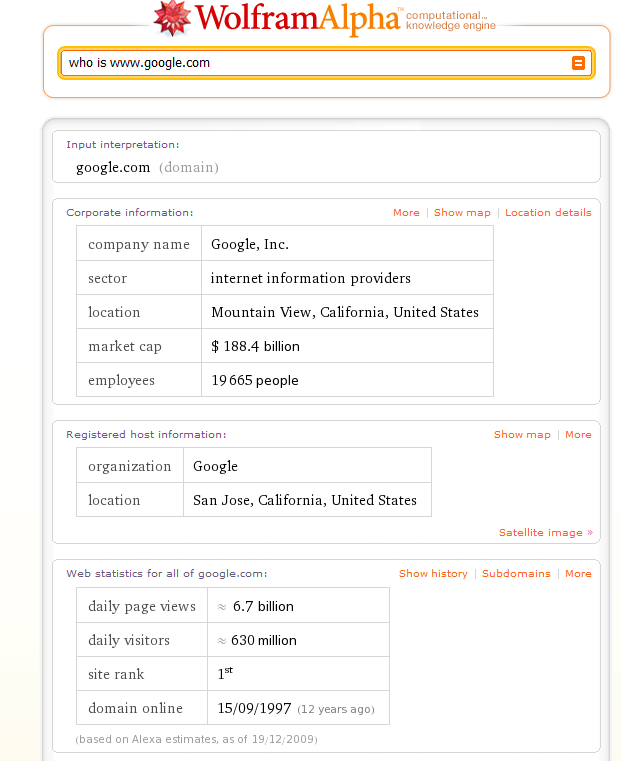 WolframAlpha™ computational...
knowledge engine
who is www.google.com
Input interpretation:
google.com (domain)
Corporate information: More | Show map | Location details
company name Google, Inc.
sector internet information providers
location Mountain View, California, United States
market cap $ 188.4 billion
employees 19 665 people
Registered host information: Show map | More
organization Google
location San Jose, California, United States
Satellite image »
Web statistics for all of google.com: Show history | Subdomains | More
daily page views ≈ 6.7 billion
daily visitors ≈ 630 million
site rank 1st
domain online 15/09/1997 (12 years ago)
(based on Alexa estimates, as of 19/12/2009)